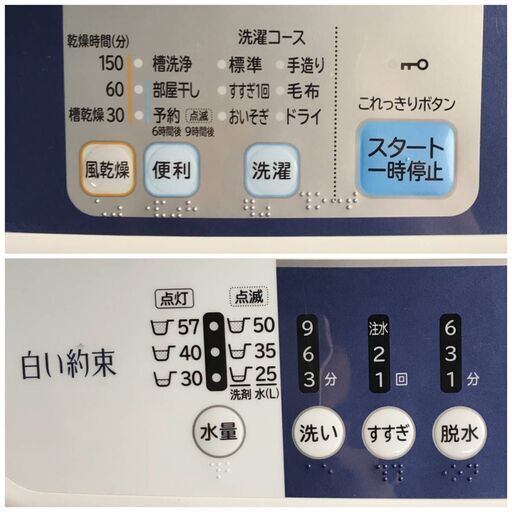 乾燥時間(分)
洗濯コース
150 槽洗浄 標準 手造り
60 部屋干し すすぎ1回 毛布
槽乾燥 30 予約 点滅 おいそぎ ドライ
6時間後 9時間後
これっきりボタン
風乾燥 便利 洗濯
スタート
一時停止
点灯 点滅
57 50
40 35
30 25
洗剤 水(L)
白い約束
水量
9 注水 6
6 2 3
3分 1回 1分
洗い すすぎ 脱水